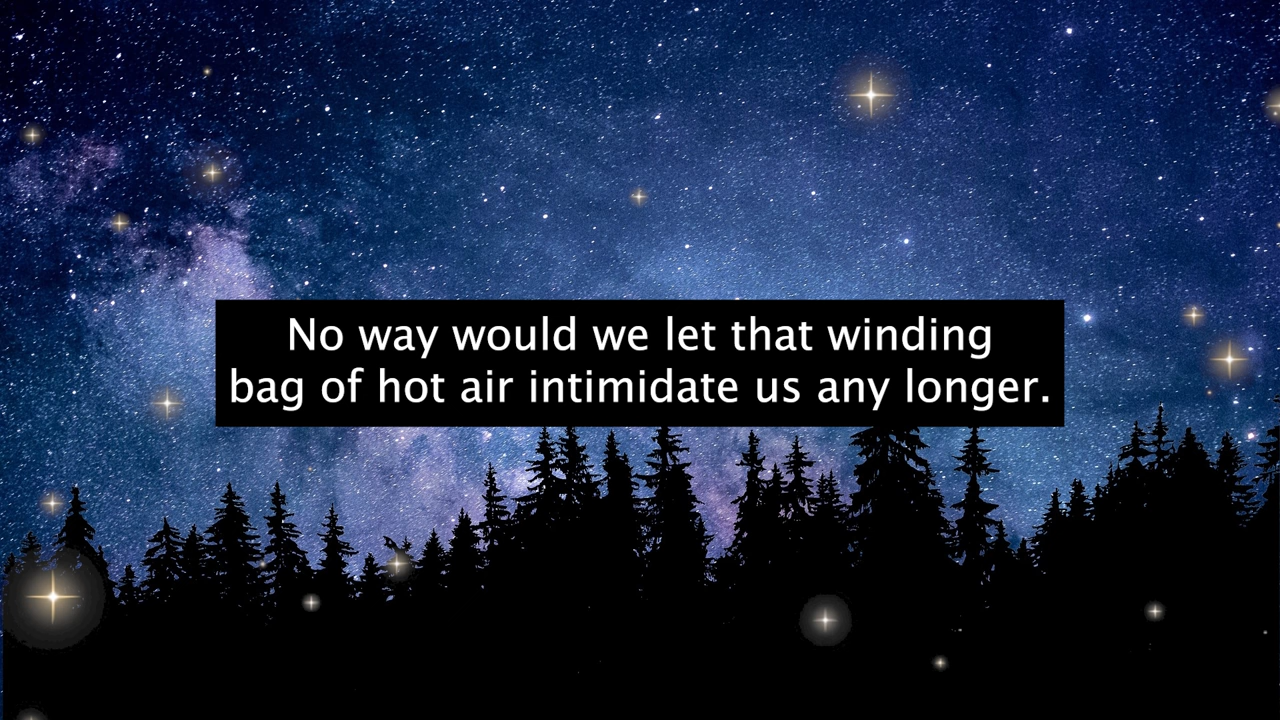 No way would we let that winding
bag of hot air intimidate us any longer.